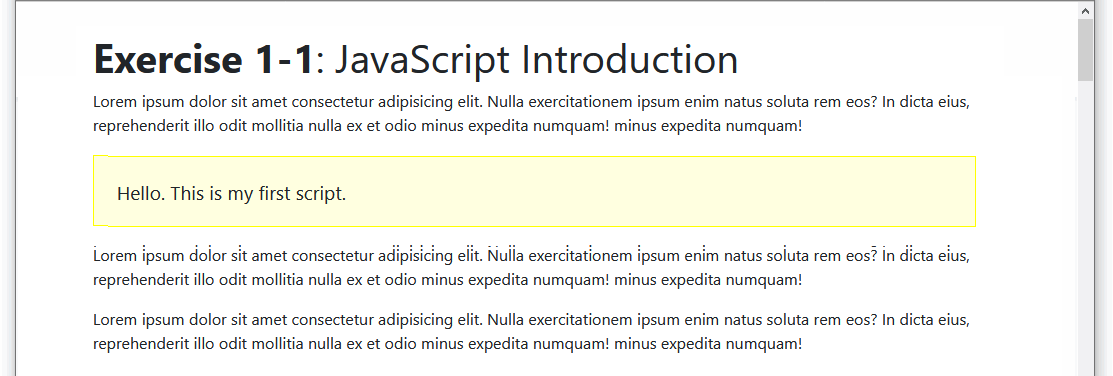 Exercise 1-1: JavaScript Introduction
Lorem ipsum dolor sit amet consectetur adipisicing elit. Nulla exercitationem ipsum enim natus soluta rem eos? In dicta eius,
reprehenderit illo odit mollitia nulla ex et odio minus expedita numquam! minus expedita numquam!
Hello. This is my first script.
Lorem ipsum dolor sit amet consectetur adipisicing elit. Nulla exercitationem ipsum enim natus soluta rem eos? In dicta eius,
reprehenderit illo odit mollitia nulla ex et odio minus expedita numquam! minus expedita numquam!
Lorem ipsum dolor sit amet consectetur adipisicing elit. Nulla exercitationem ipsum enim natus soluta rem eos? In dicta eius,
reprehenderit illo odit mollitia nulla ex et odio minus expedita numquam! minus expedita numquam!